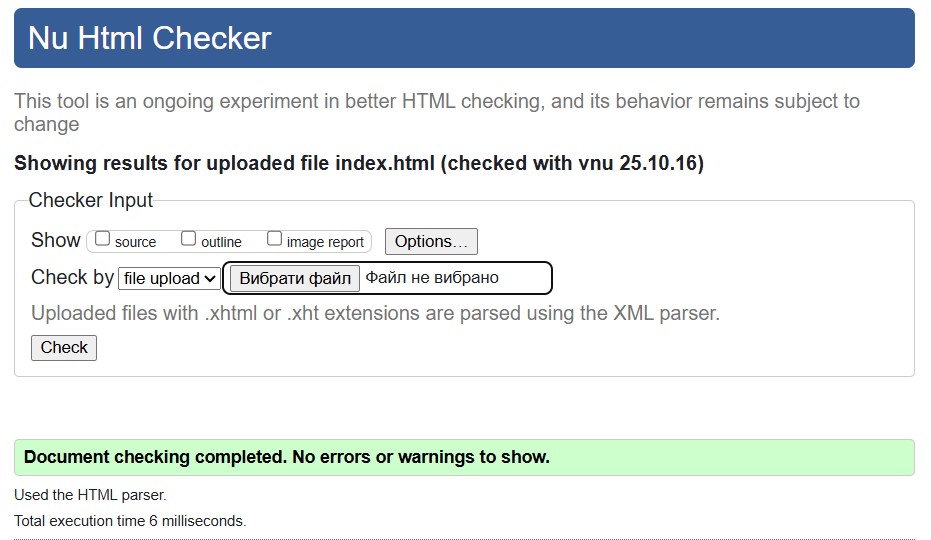 Nu Html Checker
This tool is an ongoing experiment in better HTML checking, and its behavior remains subject to
change
Showing results for uploaded file index.html (checked with vnu 25.10.16)
Checker Input
Show source outline image report Options...
Check by file upload Вибрати файл Файл не вибрано
Uploaded files with .xhtml or .xht extensions are parsed using the XML parser.
Check
Document checking completed. No errors or warnings to show.
Used the HTML parser.
Total execution time 6 milliseconds.